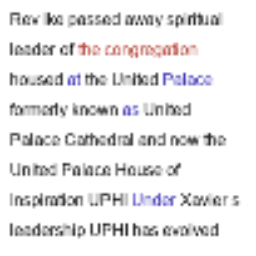 Rev Ike passed away spiritual
leader of the congregation
housed at the United Palace
formerly known as United
Palace Cathedral and now the
United Palace House of
Inspiration UPHI Under Xavier s
leadership UPHI has evolved